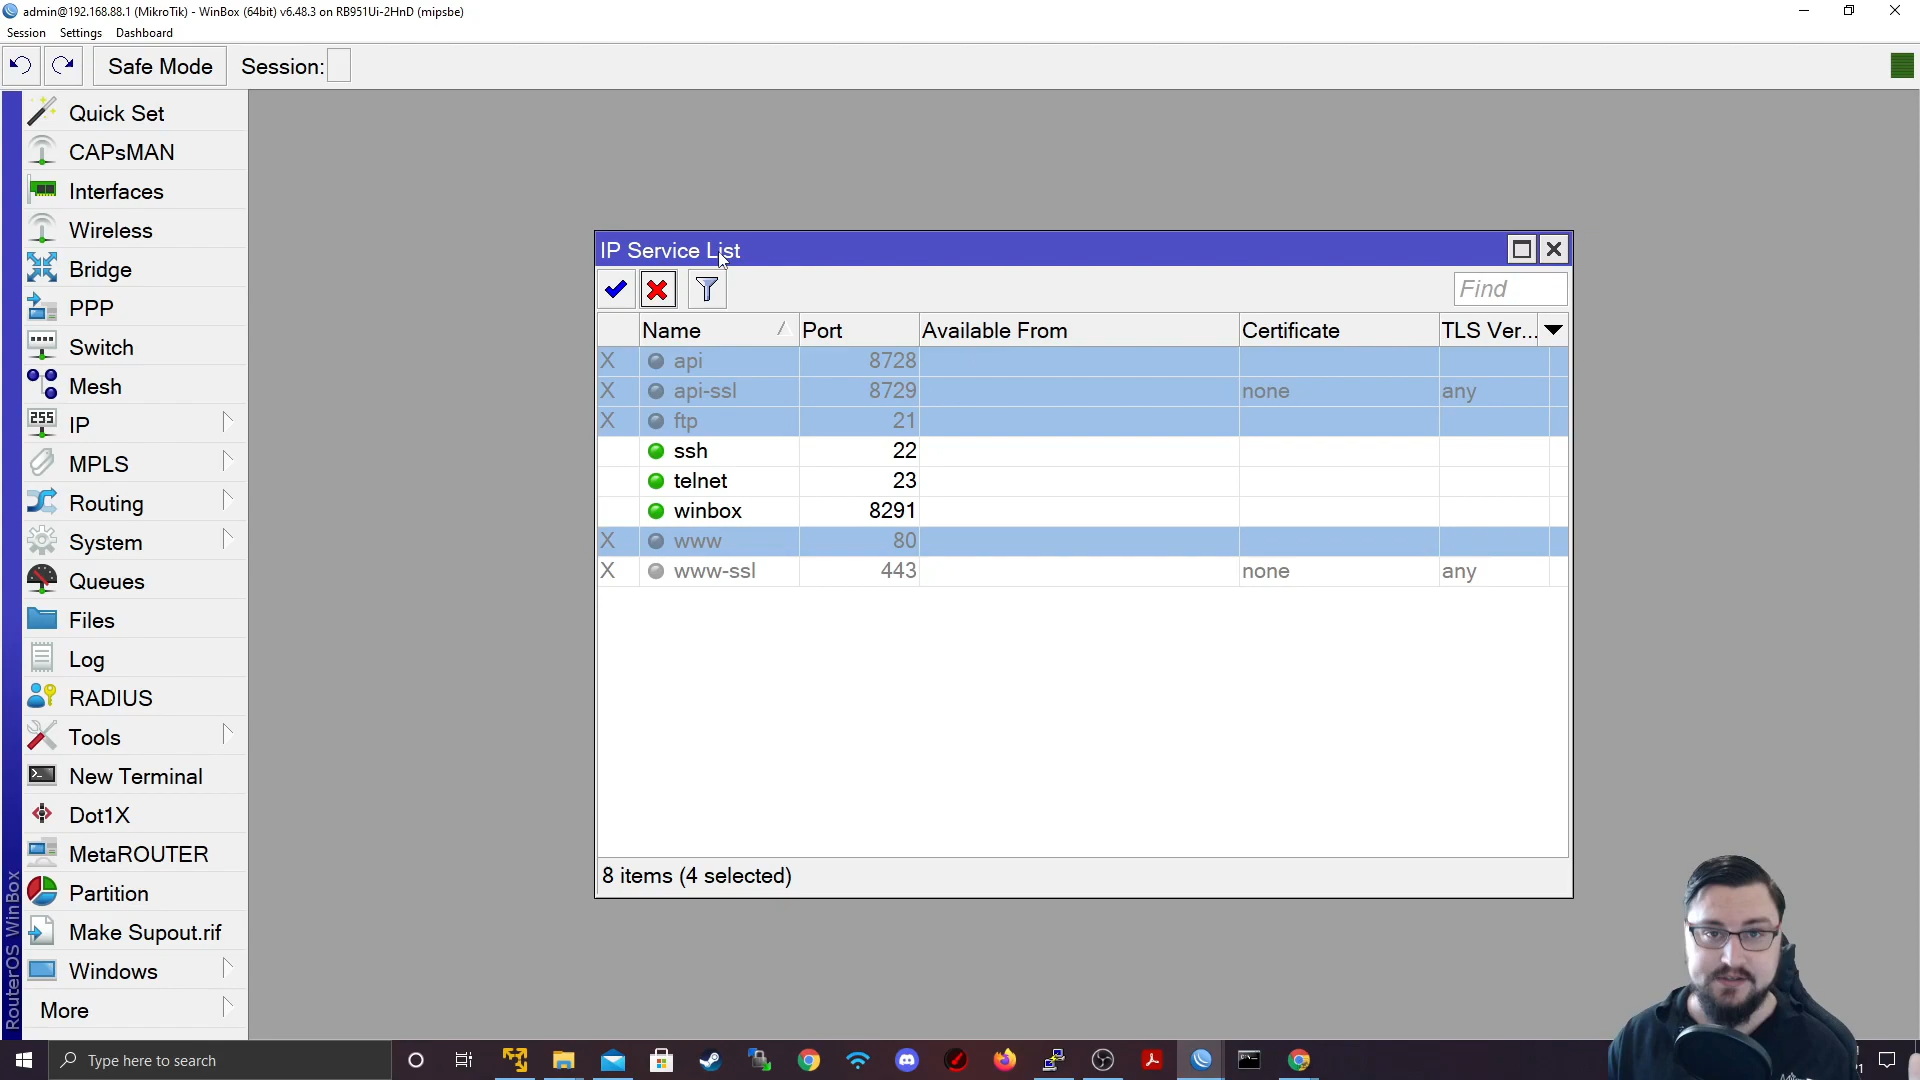 admin@192.168.88.1 (MikroTik) - WinBox (64bit) v6.48.3 on RB951Ui-2HnD (mipsbe)
Session Settings Dashboard
Safe Mode Session:
Quick Set
CAPsMAN
Interfaces
Wireless
Bridge
PPP
Switch
Mesh
255 IP
MPLS
Routing
System
Queues
Files
Log
RADIUS
Tools
New Terminal
Dot1X
MetaROUTER
Partition
Make Supout.rif
Windows
More
RouterOS WinBox
IP Service List
Find
Name Port Available From Certificate TLS Ver...
X api 8728
X api-ssl 8729 none any
X ftp 21
ssh 22
telnet 23
winbox 8291
X www 80
X www-ssl 443 none any
8 items (4 selected)
Type here to search